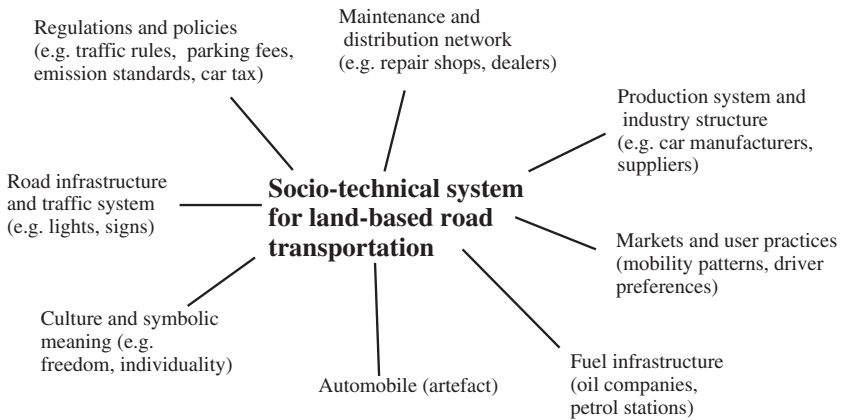 Regulations and policies
(e.g. traffic rules, parking fees,
emission standards, car tax)
Maintenance and
distribution network
(e.g. repair shops, dealers)
Production system and
industry structure
(e.g. car manufacturers,
suppliers)
Road infrastructure
and traffic system
(e.g. lights, signs)
Socio-technical system
for land-based road
transportation
Markets and user practices
(mobility patterns, driver
preferences)
Culture and symbolic
meaning (e.g.
freedom, individuality)
Automobile (artefact)
Fuel infrastructure
(oil companies,
petrol stations)